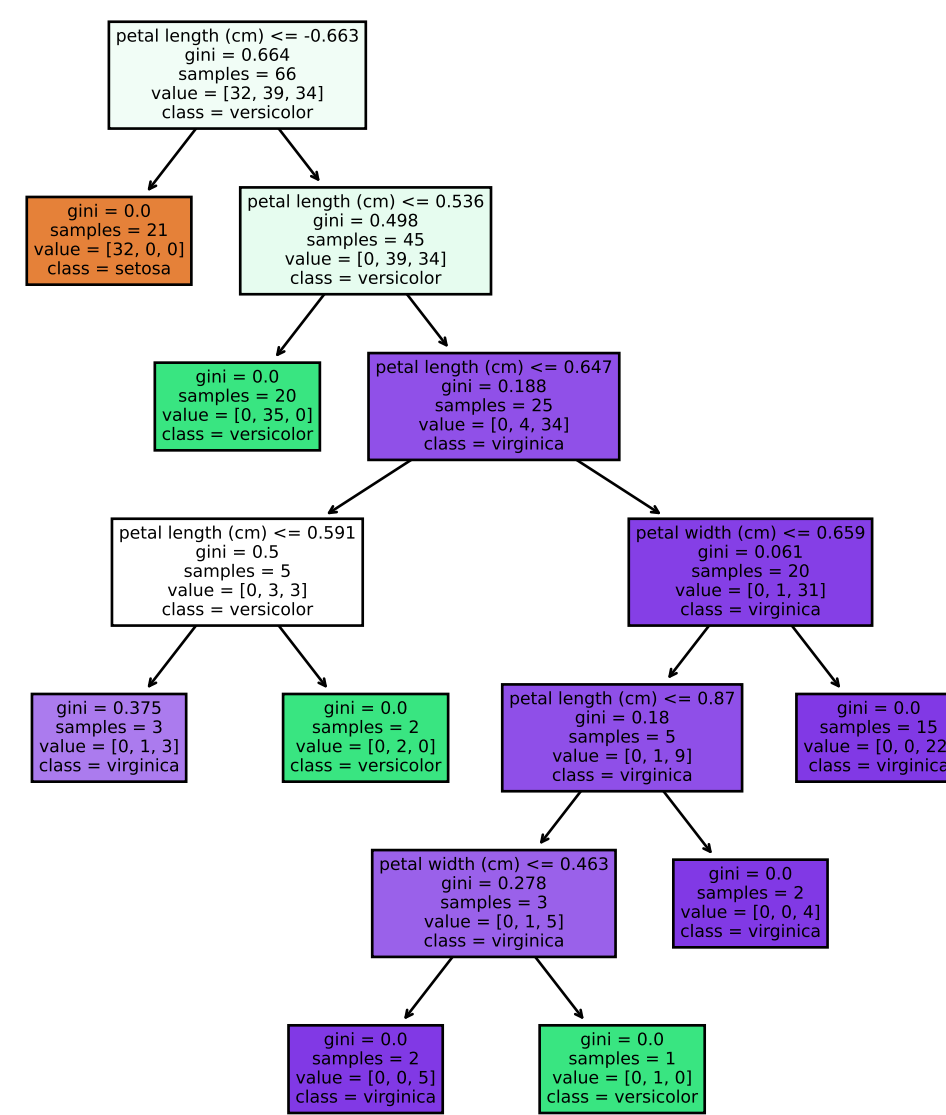 petal length (cm) <= -0.663
gini = 0.664
samples = 66
value = [32, 39, 34]
class = versicolor
gini = 0.0
samples = 21
value = [32, 0, 0]
class = setosa
petal length (cm) <= 0.536
gini = 0.498
samples = 45
value = [0, 39, 34]
class = versicolor
gini = 0.0
samples = 20
value = [0, 35, 0]
class = versicolor
petal length (cm) <= 0.647
gini = 0.188
samples = 25
value = [0, 4, 34]
class = virginica
petal length (cm) <= 0.591
gini = 0.5
samples = 5
value = [0, 3, 3]
class = versicolor
petal width (cm) <= 0.659
gini = 0.061
samples = 20
value = [0, 1, 31]
class = virginica
gini = 0.375
samples = 3
value = [0, 1, 3]
class = virginica
gini = 0.0
samples = 2
value = [0, 2, 0]
class = versicolor
petal length (cm) <= 0.87
gini = 0.18
samples = 5
value = [0, 1, 9]
class = virginica
gini = 0.0
samples = 15
value = [0, 0, 22
class = virginica
petal width (cm) <= 0.463
gini = 0.278
samples = 3
value = [0, 1, 5]
class = virginica
gini = 0.0
samples = 2
value = [0, 0, 4]
class = virginica
gini = 0.0
samples = 2
value = [0, 0, 5]
class = virginica
gini = 0.0
samples = 1
value = [0, 1, 0]
class = versicolor